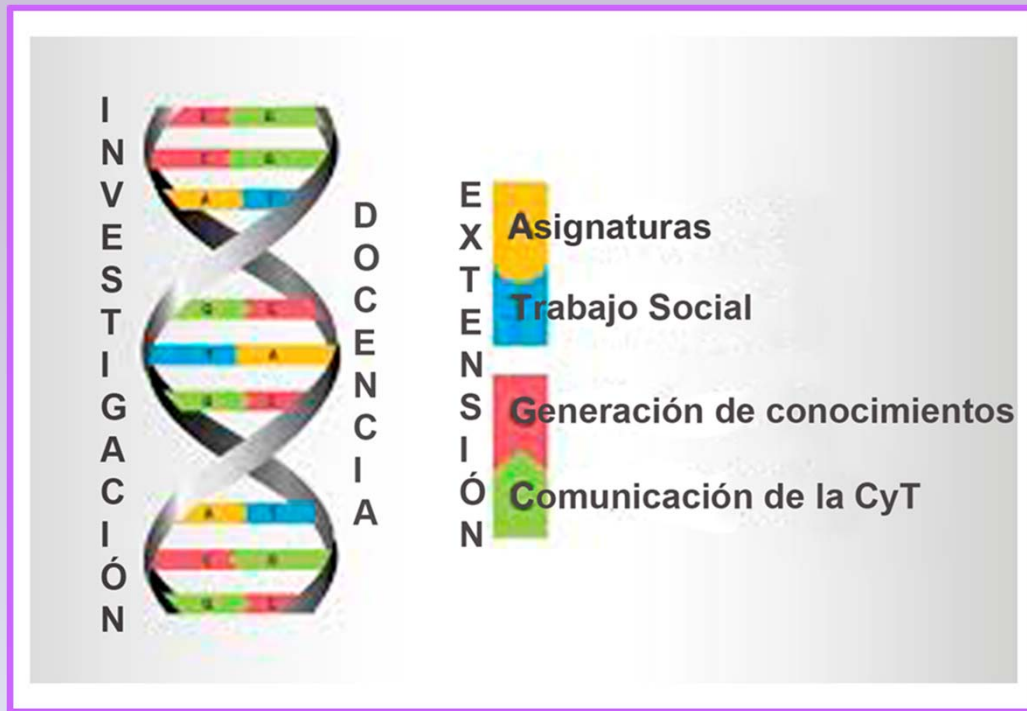 INVESTIGACIÓN
DOCENCIA
A T
T A
A T
EXTENSIÓN
Asignaturas
Trabajo Social
Generación de conocimientos
Comunicación de la CyT